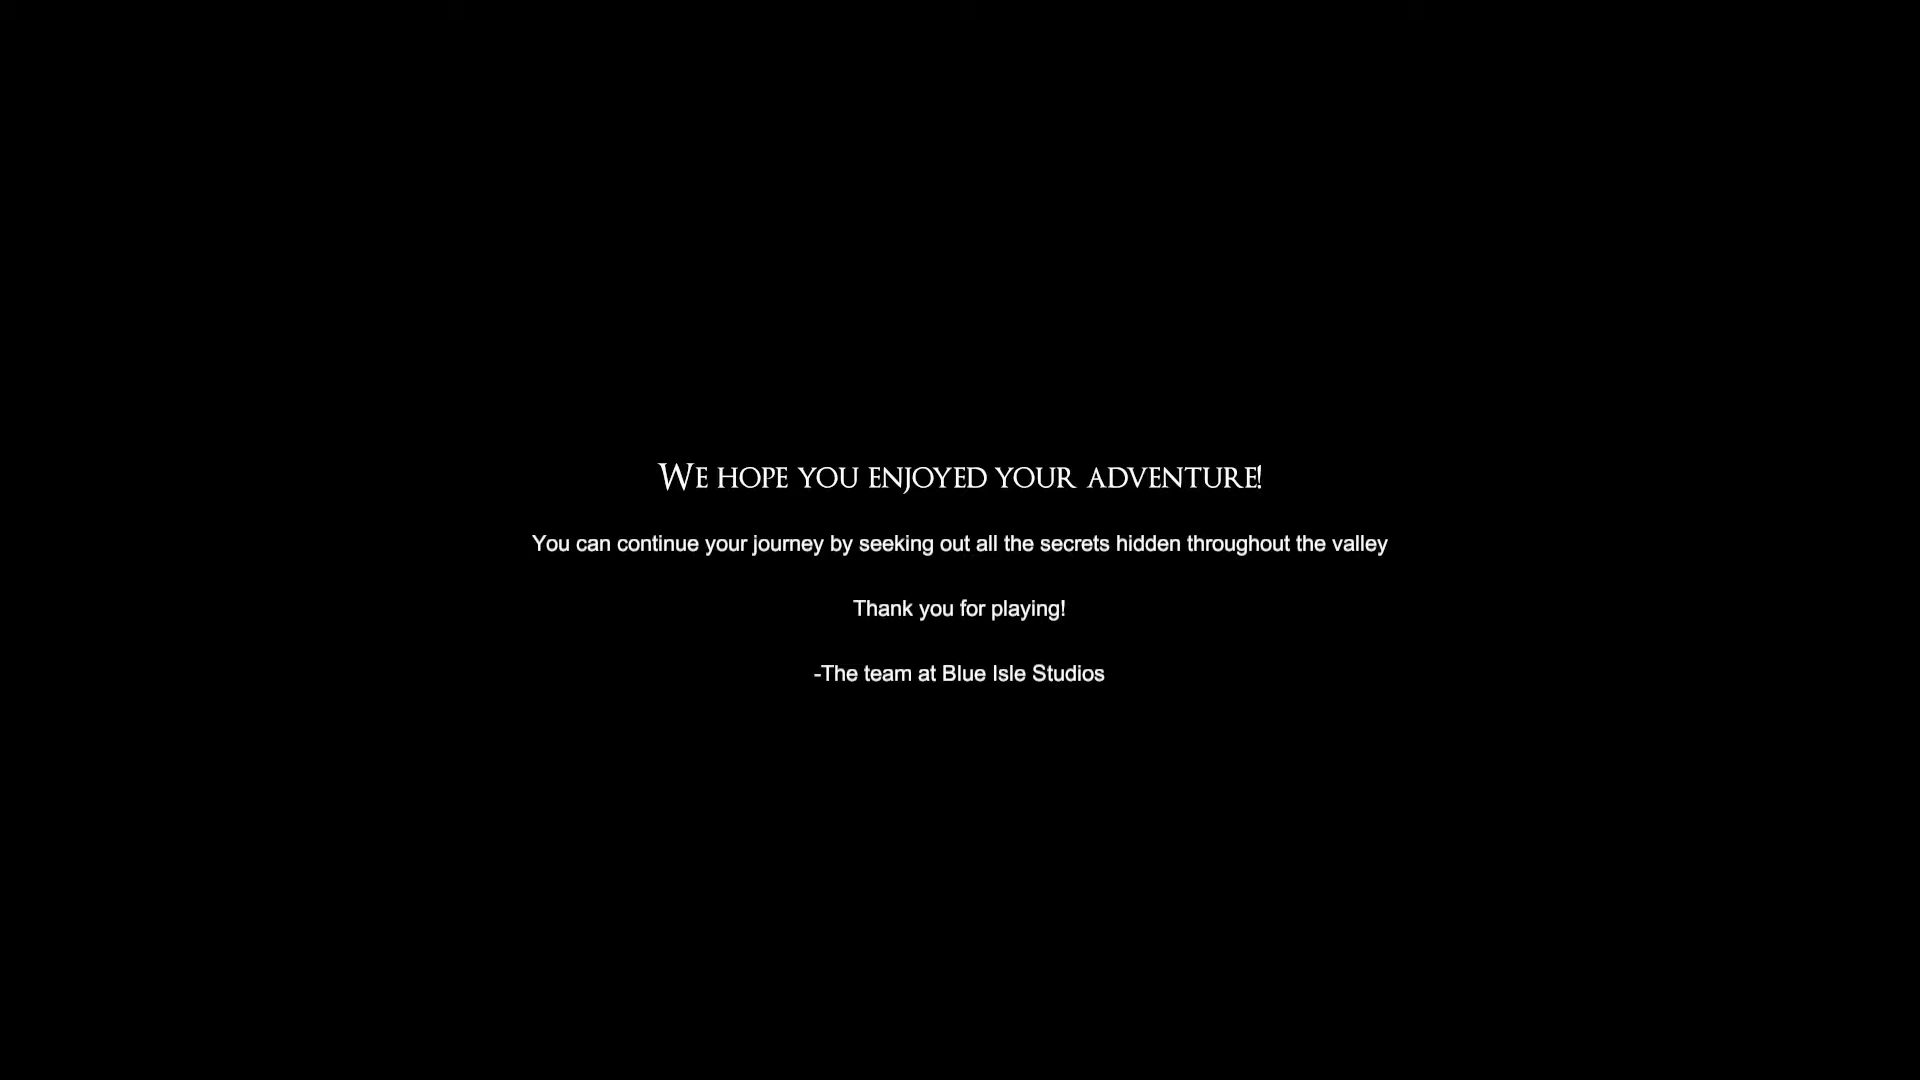 We hope you enjoyed your adventure!
You can continue your journey by seeking out all the secrets hidden throughout the valley
Thank you for playing!
-The team at Blue Isle Studios